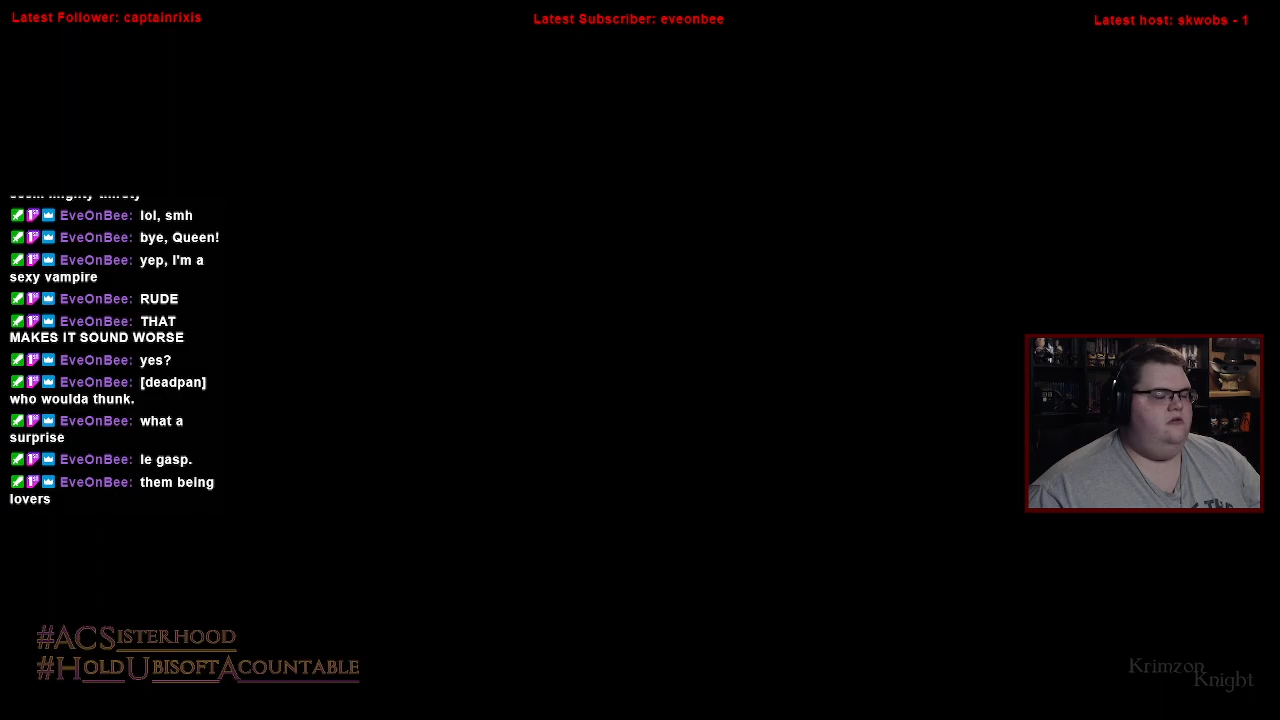 Latest Follower: captainrixis
Latest Subscriber: eveonbee
Latest host: skwobs - 1
EveOnBee: lol, smh
EveOnBee: bye, Queen!
EveOnBee: yep, I'm a
sexy vampire
EveOnBee: RUDE
EveOnBee: THAT
MAKES IT SOUND WORSE
EveOnBee: yes?
EveOnBee: [deadpan]
who woulda thunk.
EveOnBee: what a
surprise
EveOnBee: le gasp.
EveOnBee: them being
lovers
#ACSisterhood
#HoldUbisoftAcountable
Krimzon
Knight